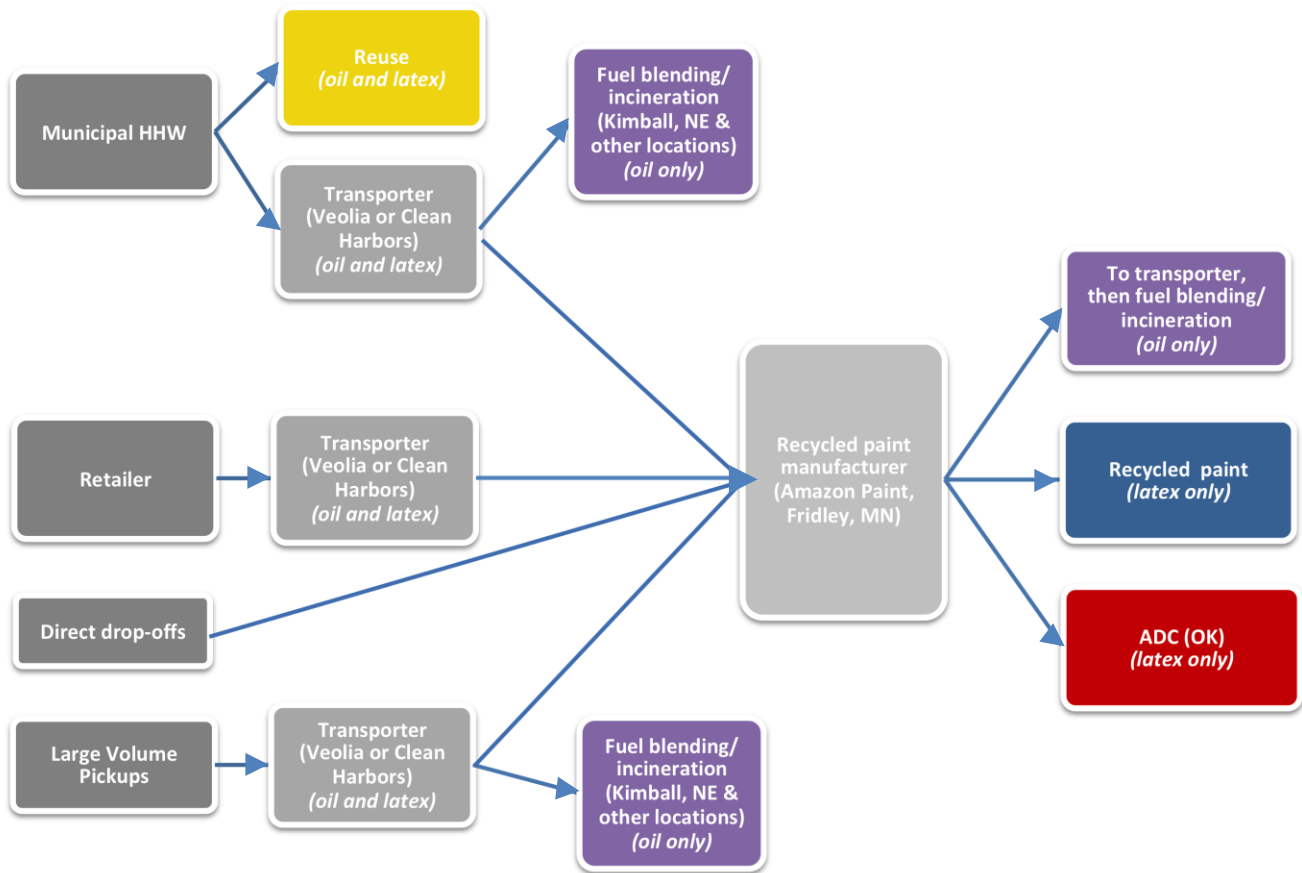 Municipal HHW
Reuse
(oil and latex)
Transporter
(Veolia or Clean
Harbors)
(oil and latex)
Fuel blending/
incineration
(Kimball, NE &
other locations)
(oil only)
Retailer
Transporter
(Veolia or Clean
Harbors)
(oil and latex)
Direct drop-offs
Large Volume
Pickups
Transporter
(Veolia or Clean
Harbors)
(oil and latex)
Fuel blending/
incineration
(Kimball, NE &
other locations)
(oil only)
Recycled paint
manufacturer
(Amazon Paint,
Fridley, MN)
To transporter,
then fuel blending/
incineration
(oil only)
Recycled paint
(latex only)
ADC (OK)
(latex only)